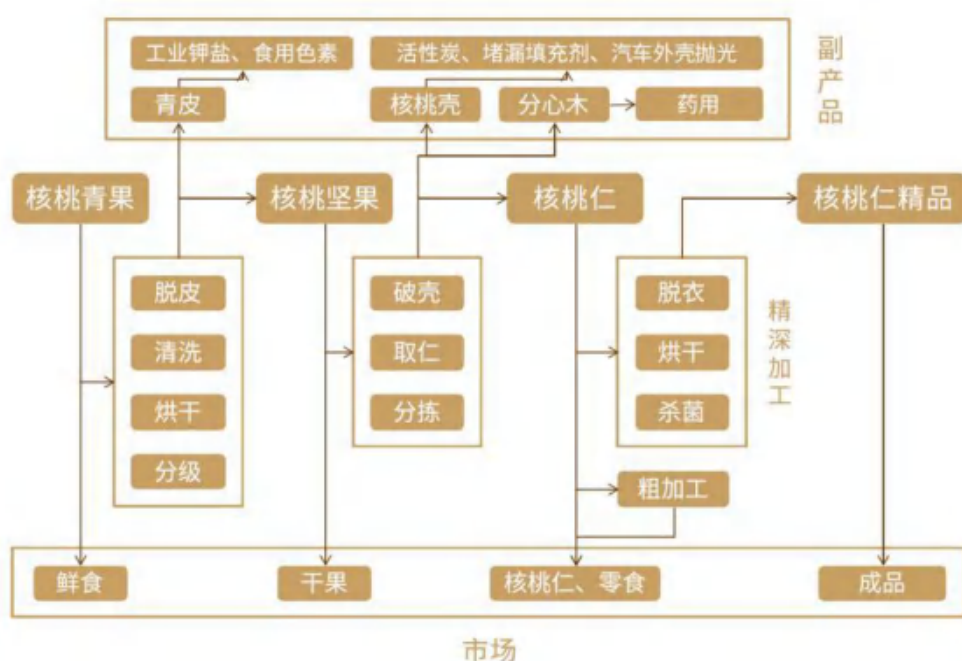 工业钾盐、食用色素
活性炭、堵漏填充剂、汽车外壳抛光
青皮
核桃壳
分心木
药用
副产品
核桃青果
核桃坚果
核桃仁
核桃仁精品
脱皮
清洗
烘干
分级
破壳
取仁
分拣
脱衣
烘干
杀菌
精深加工
粗加工
鲜食
干果
核桃仁、零食
成品
市场